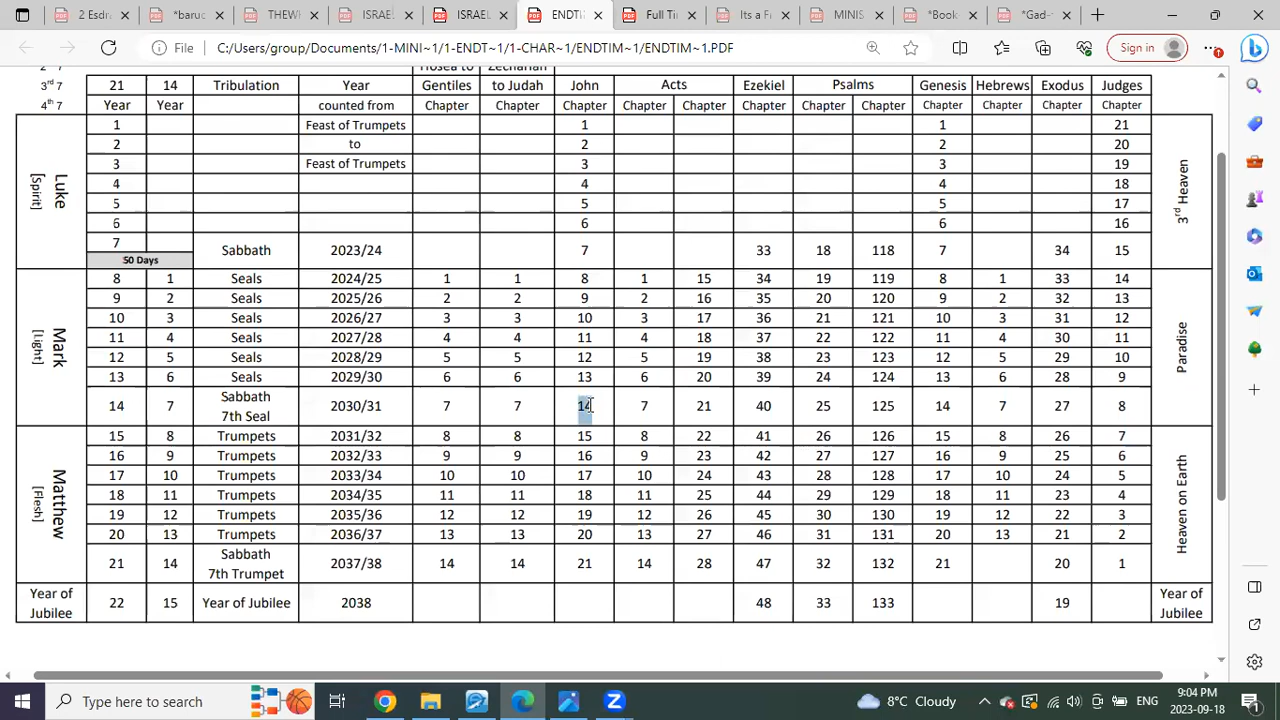 2 Esdra
*baruc
THEWI
ISRAEL
ISRAEL
ENDTIM
Full Tim
Its a Fi
MINIS
*Book
*Gad-
File C:/Users/group/Documents/1-MINI~1/1-ENDT~1/1-CHAR~1/ENDTIM~1/ENDTIM~1.PDF Sign in
Hosea to Zechariah
3rd 7 21 14 Tribulation Year Gentiles to Judah John Acts Ezekiel Psalms Genesis Hebrews Exodus Judges
4th 7 Year Year counted from Chapter Chapter Chapter Chapter Chapter Chapter Chapter Chapter Chapter Chapter Chapter Chapter
Luke
[Spirit]
3rd Heaven
1 Feast of Trumpets 1 1 21
2 to 2 2 20
3 Feast of Trumpets 3 3 19
4 4 4 18
5 5 5 17
6 6 6 16
7 Sabbath 2023/24 7 33 18 118 7 34 15
50 Days
Mark
[Light]
Paradise
8 1 Seals 2024/25 1 1 8 1 15 34 19 119 8 1 33 14
9 2 Seals 2025/26 2 2 9 2 16 35 20 120 9 2 32 13
10 3 Seals 2026/27 3 3 10 3 17 36 21 121 10 3 31 12
11 4 Seals 2027/28 4 4 11 4 18 37 22 122 11 4 30 11
12 5 Seals 2028/29 5 5 12 5 19 38 23 123 12 5 29 10
13 6 Seals 2029/30 6 6 13 6 20 39 24 124 13 6 28 9
Sabbath
14 7 7th Seal 2030/31 7 7 14 7 21 40 25 125 14 7 27 8
Matthew
[Flesh]
Heaven on Earth
15 8 Trumpets 2031/32 8 8 15 8 22 41 26 126 15 8 26 7
16 9 Trumpets 2032/33 9 9 16 9 23 42 27 127 16 9 25 6
17 10 Trumpets 2033/34 10 10 17 10 24 43 28 128 17 10 24 5
18 11 Trumpets 2034/35 11 11 18 11 25 44 29 129 18 11 23 4
19 12 Trumpets 2035/36 12 12 19 12 26 45 30 130 19 12 22 3
20 13 Trumpets 2036/37 13 13 20 13 27 46 31 131 20 13 21 2
Sabbath
21 14 7th Trumpet 2037/38 14 14 21 14 28 47 32 132 21 20 1
Year of Jubilee 22 15 Year of Jubilee 2038 48 33 133 19 Year of Jubilee
Type here to search
8°C Cloudy
ENG
9:04 PM
2023-09-18